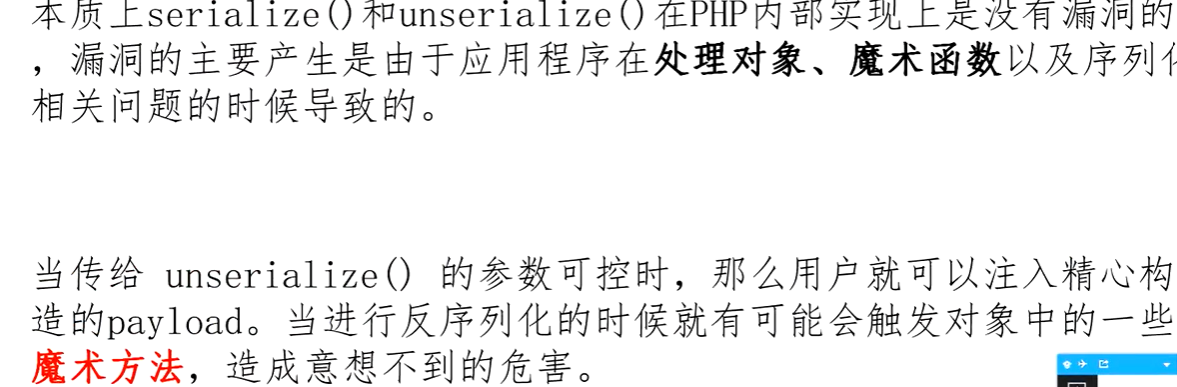 本质上serialize()和unserialize()在PHP内部实现上是没有漏洞的
，漏洞的主要产生是由于应用程序在处理对象、魔术函数以及序列化
相关问题的时候导致的。
当传给 unserialize() 的参数可控时，那么用户就可以注入精心构
造的payload。当进行反序列化的时候就有可能会触发对象中的一些
魔术方法，造成意想不到的危害。